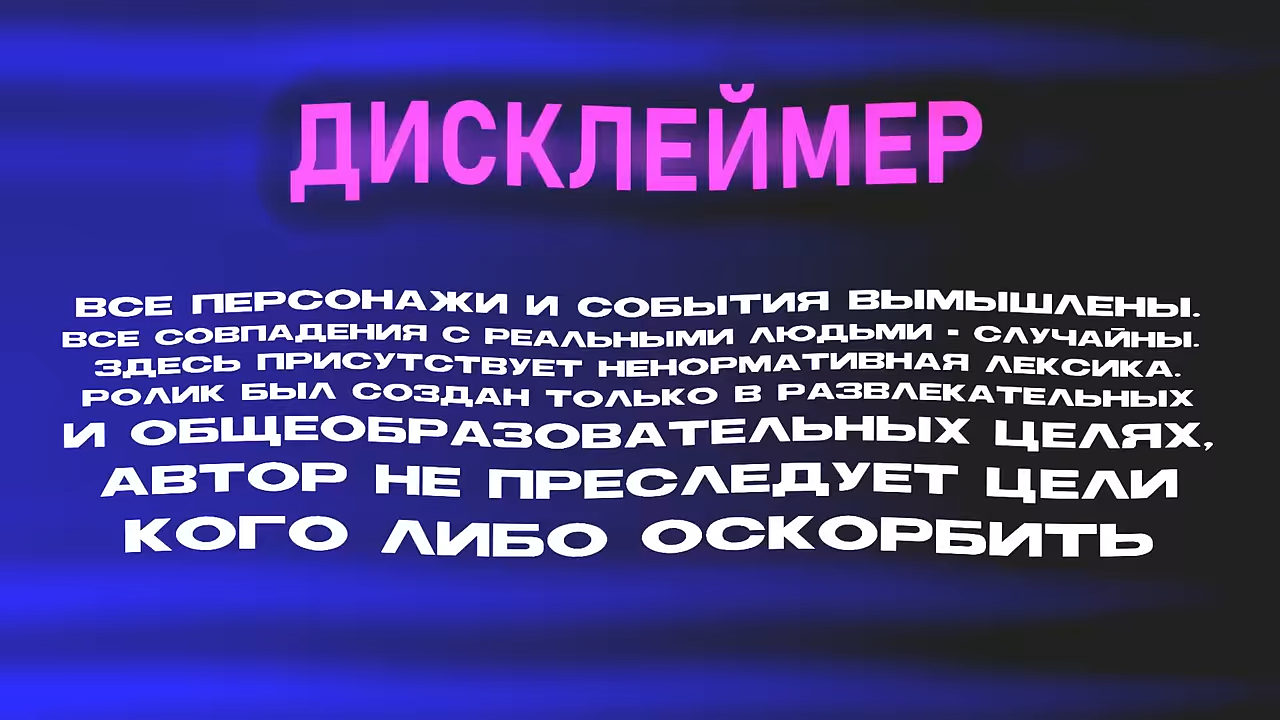 ДИСКЛЕЙМЕР
ВСЕ ПЕРСОНАЖИ И СОБЫТИЯ ВЫМЫШЛЕНЫ.
ВСЕ СОВПАДЕНИЯ С РЕАЛЬНЫМИ ЛЮДЬМИ - СЛУЧАЙНЫ.
ЗДЕСЬ ПРИСУТСТВУЕТ НЕНОРМАТИВНАЯ ЛЕКСИКА.
РОЛИК БЫЛ СОЗДАН ТОЛЬКО В РАЗВЛЕКАТЕЛЬНЫХ
И ОБЩЕОБРАЗОВАТЕЛЬНЫХ ЦЕЛЯХ,
АВТОР НЕ ПРЕСЛЕДУЕТ ЦЕЛИ
КОГО ЛИБО ОСКОРБИТЬ